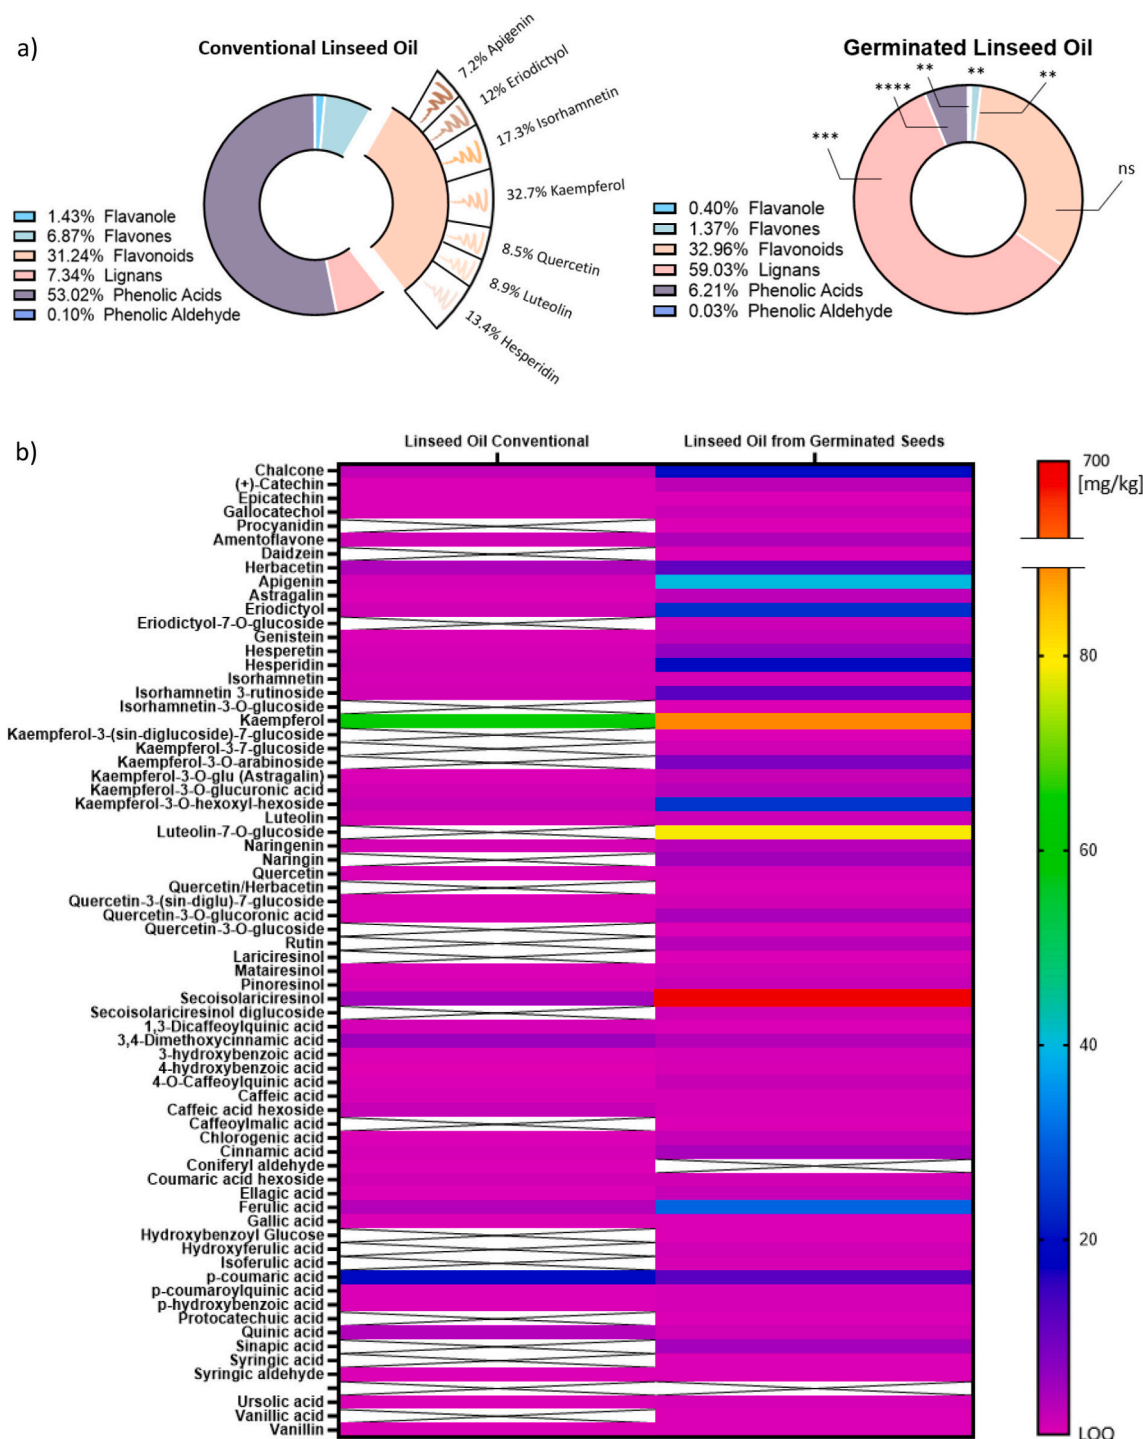 a)
Conventional Linseed Oil
7.2% Apigenin
12% Eriodictyol
17.3% Isorhamnetin
32.7% Kaempferol
8.5% Quercetin
8.9% Luteolin
13.4% Hesperidin
1.43% Flavanole
6.87% Flavones
31.24% Flavonoids
7.34% Lignans
53.02% Phenolic Acids
0.10% Phenolic Aldehyde
Germinated Linseed Oil
**
**
**
****
***
ns
0.40% Flavanole
1.37% Flavones
32.96% Flavonoids
59.03% Lignans
6.21% Phenolic Acids
0.03% Phenolic Aldehyde
b)
Linseed Oil Conventional
Linseed Oil from Germinated Seeds
Chalcone
(+)-Catechin
Epicatechin
Gallocatechol
Procyanidin
Amentoflavone
Daidzein
Herbacetin
Apigenin
Astragalin
Eriodictyol
Eriodictyol-7-O-glucoside
Genistein
Hesperetin
Hesperidin
Isorhamnetin
Isorhamnetin 3-rutinoside
Isorhamnetin-3-O-glucoside
Kaempferol
Kaempferol-3-(sin-diglucoside)-7-glucoside
Kaempferol-3-7-glucoside
Kaempferol-3-O-arabinoside
Kaempferol-3-O-glu (Astragalin)
Kaempferol-3-O-glucuronic acid
Kaempferol-3-O-hexoxyl-hexoside
Luteolin
Luteolin-7-O-glucoside
Naringenin
Naringin
Quercetin
Quercetin/Herbacetin
Quercetin-3-(sin-diglu)-7-glucoside
Quercetin-3-O-glucoronic acid
Quercetin-3-O-glucoside
Rutin
Lariciresinol
Matairesinol
Pinoresinol
Secoisolariciresinol
Secoisolariciresinol diglucoside
1,3-Dicaffeoylquinic acid
3,4-Dimethoxycinnamic acid
3-hydroxybenzoic acid
4-hydroxybenzoic acid
4-O-Caffeoylquinic acid
Caffeic acid
Caffeic acid hexoside
Caffeoylmalic acid
Chlorogenic acid
Cinnamic acid
Coniferyl aldehyde
Coumaric acid hexoside
Ellagic acid
Ferulic acid
Gallic acid
Hydroxybenzoyl Glucose
Hydroxyferulic acid
Isoferulic acid
p-coumaric acid
p-coumaroylquinic acid
p-hydroxybenzoic acid
Protocatechuic acid
Quinic acid
Sinapic acid
Syringic acid
Syringic aldehyde
Ursolic acid
Vanillic acid
Vanillin
700
[mg/kg]
80
60
40
20
LOQ